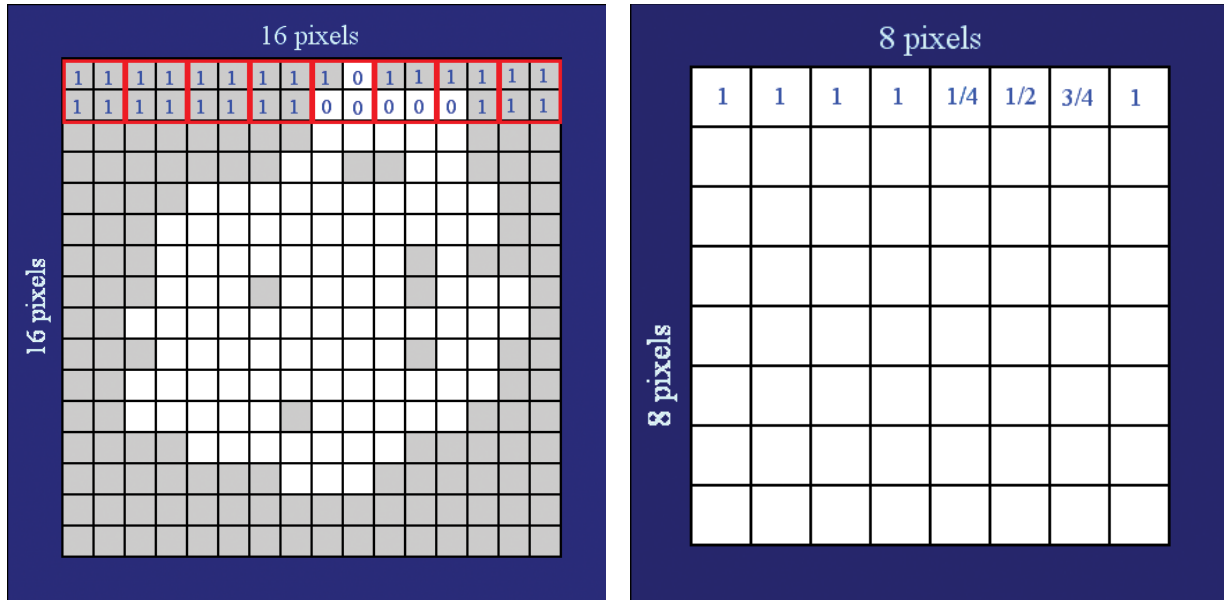 16 pixels
1 1 1 1 1 1 1 1 1 0 1 1 1 1 1 1
1 1 1 1 1 1 1 1 0 0 0 0 0 1 1 1
16 pixels
8 pixels
1 1 1 1 1/4 1/2 3/4 1
8 pixels